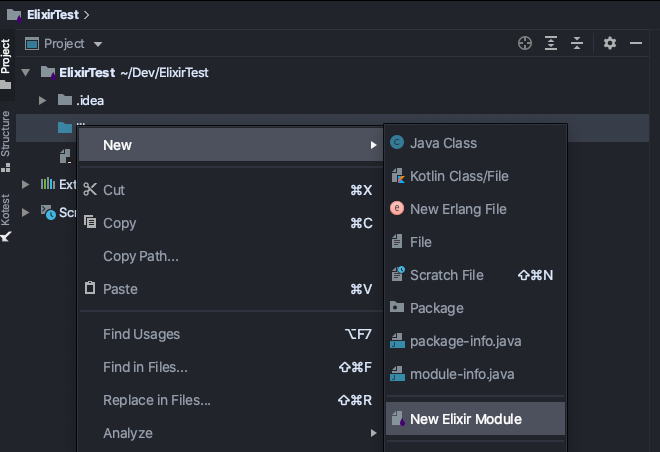 ElixirTest
Project
Project
ElixirTest ~/Dev/ElixirTest
.idea
Structure
Kotest
New
Cut ⌘X
Copy ⌘C
Copy Path...
Paste ⌘V
Find Usages ⌥F7
Find in Files... ⇧⌘F
Replace in Files... ⇧⌘R
Analyze
Java Class
Kotlin Class/File
New Erlang File
File
Scratch File ⇧⌘N
Package
package-info.java
module-info.java
New Elixir Module